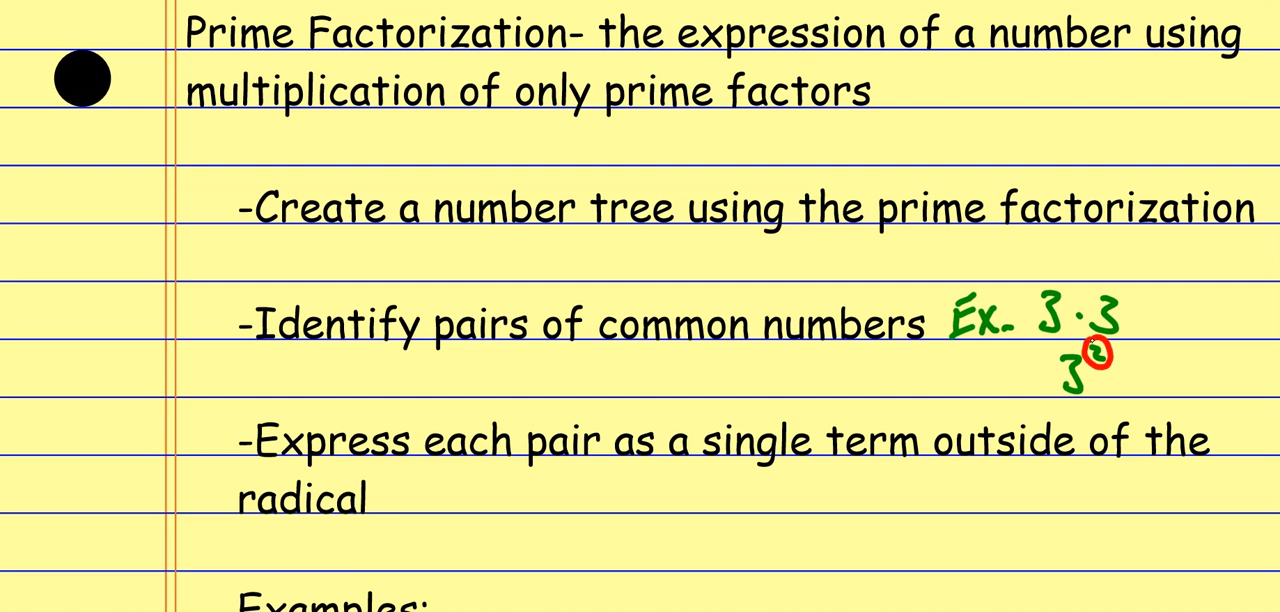 Prime Factorization- the expression of a number using
multiplication of only prime factors
-Create a number tree using the prime factorization
-Identify pairs of common numbers Ex. 3 · 3
3²
-Express each pair as a single term outside of the
radical
Examples: